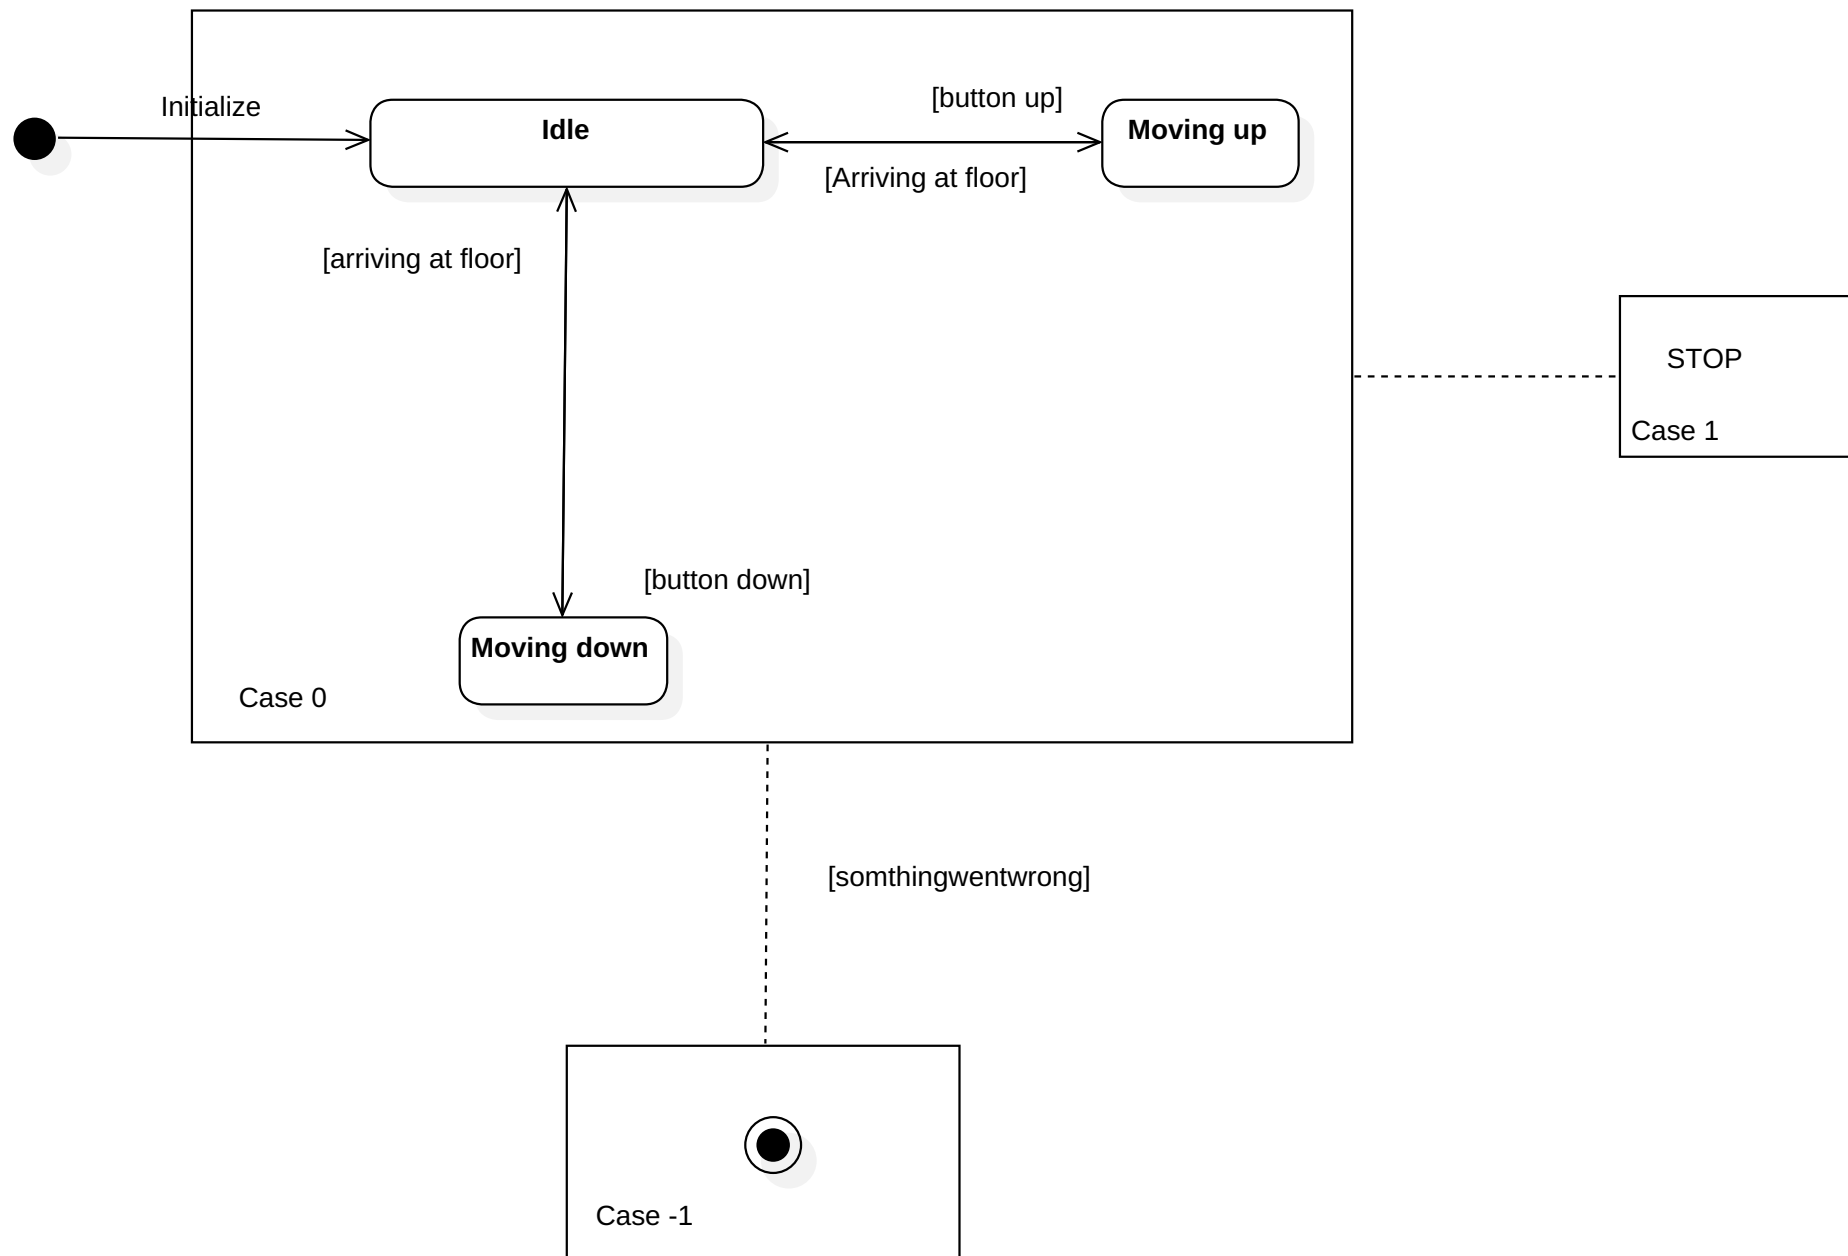 Initialize
Idle
[button up]
Moving up
[Arriving at floor]
[arriving at floor]
STOP
Case 1
[button down]
Moving down
Case 0
[somthingwentwrong]
Case -1